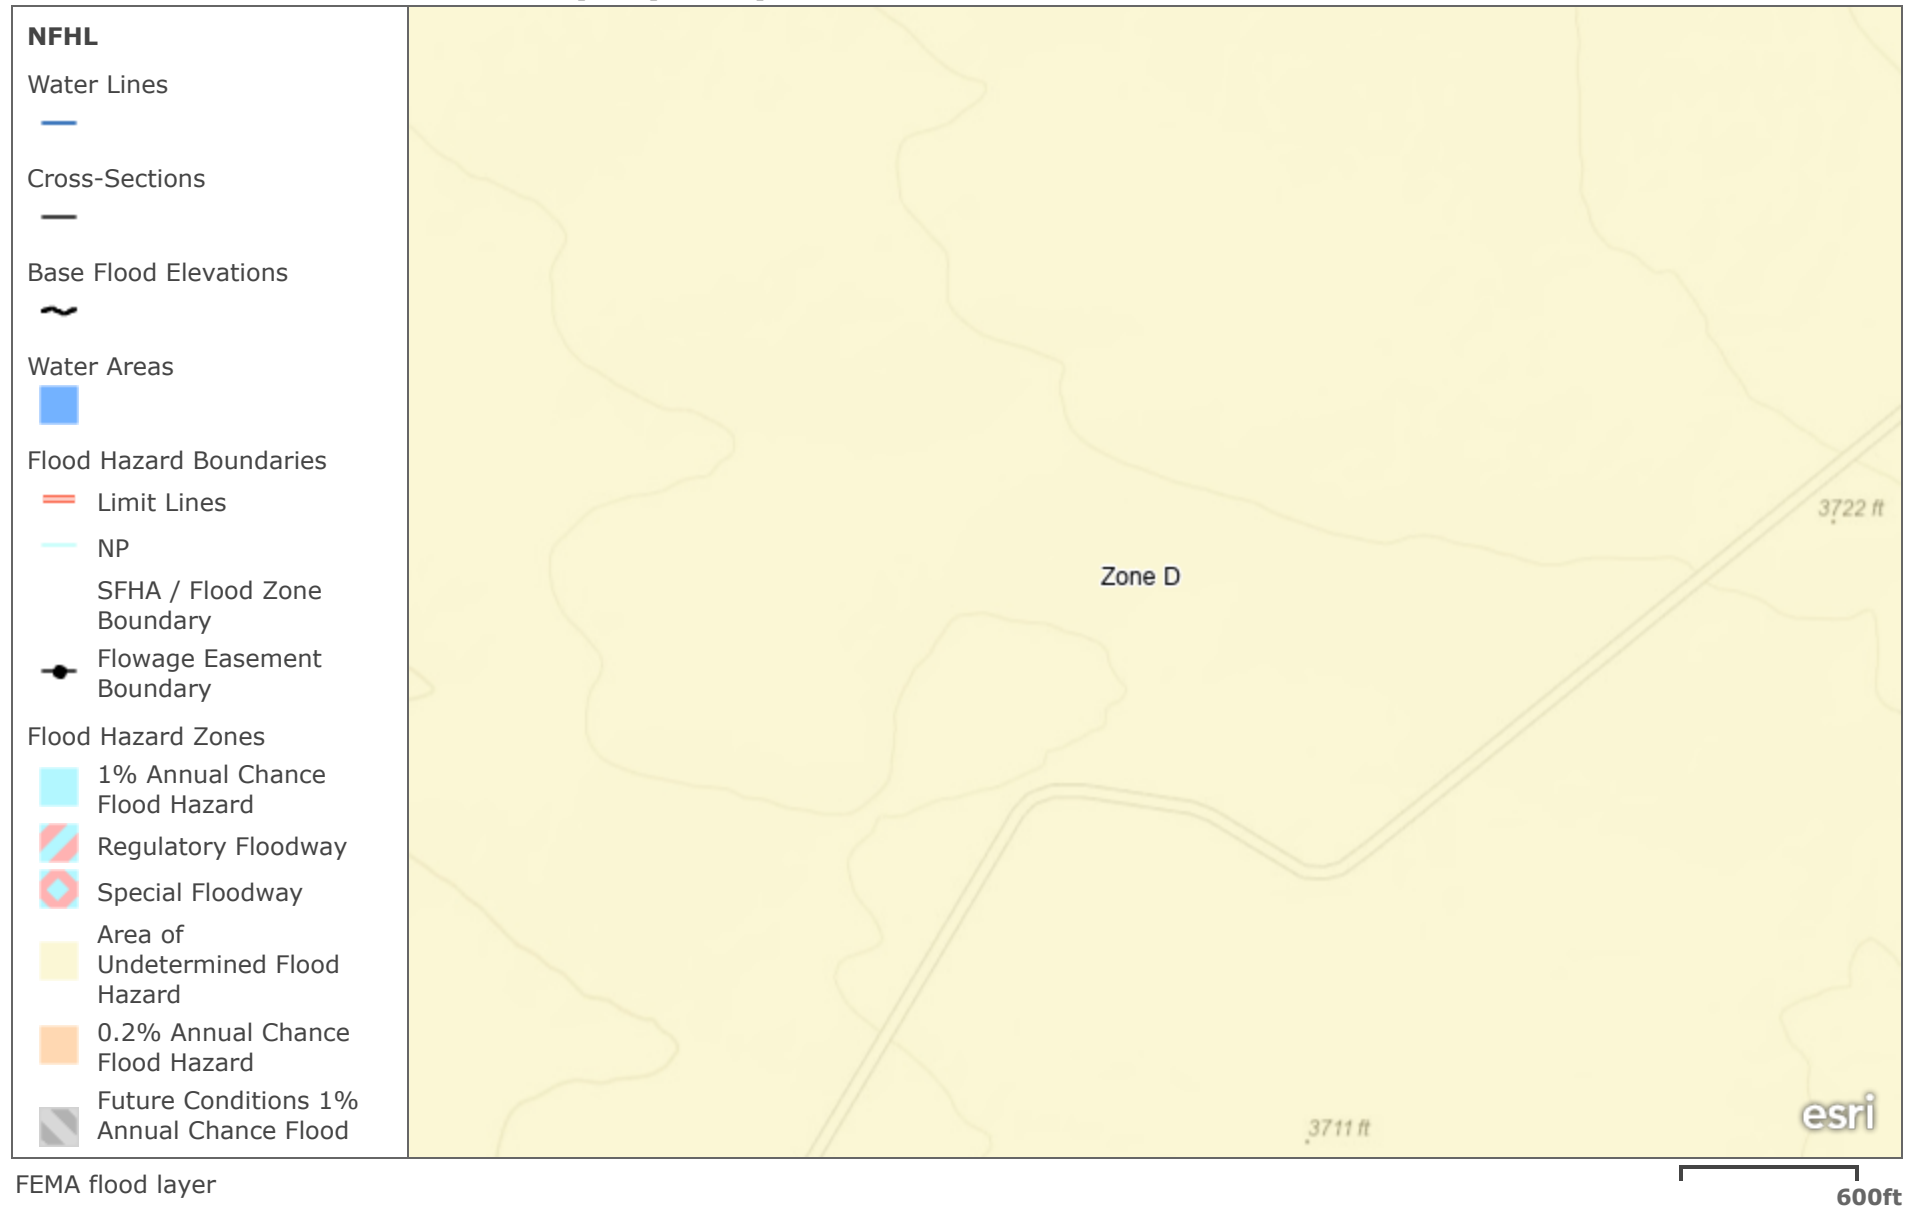 NFHL
Water Lines
Cross-Sections
Base Flood Elevations
Water Areas
Flood Hazard Boundaries
Limit Lines
NP
SFHA / Flood Zone
Boundary
Flowage Easement
Boundary
Flood Hazard Zones
1% Annual Chance
Flood Hazard
Regulatory Floodway
Special Floodway
Area of
Undetermined Flood
Hazard
0.2% Annual Chance
Flood Hazard
Future Conditions 1%
Annual Chance Flood
3722 ft
Zone D
3711 ft
esri
FEMA flood layer
600ft